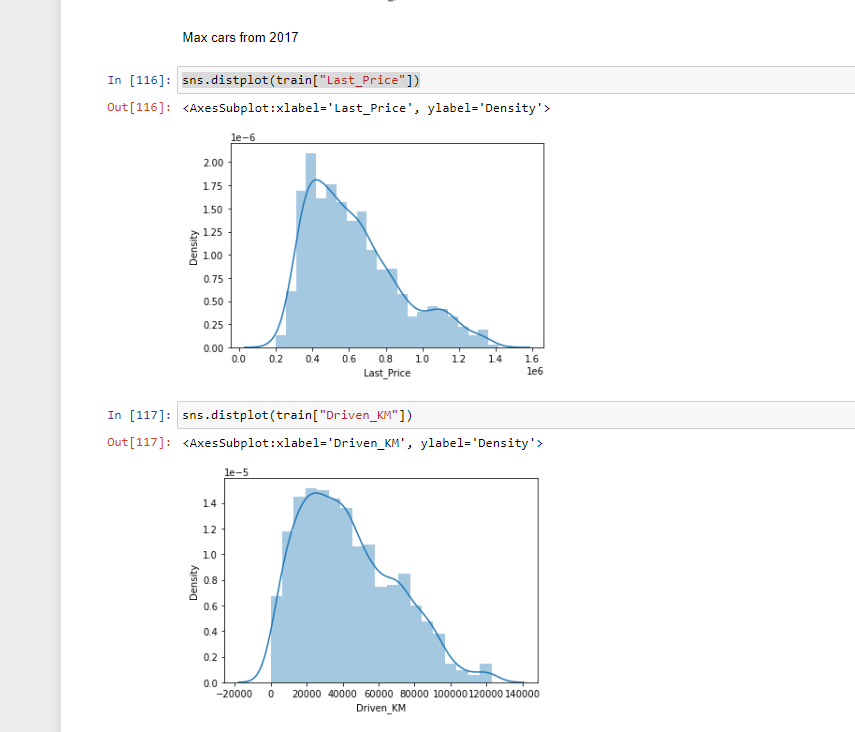 Max cars from 2017
In [116]: sns.distplot(train["Last_Price"])
Out[116]: <AxesSubplot:xlabel='Last_Price', ylabel='Density'>
1e−6
2.00
1.75
1.50
1.25
1.00
0.75
0.50
0.25
0.00
Density
0.0 0.2 0.4 0.6 0.8 1.0 1.2 1.4 1.6
1e6
Last_Price
In [117]: sns.distplot(train["Driven_KM"])
Out[117]: <AxesSubplot:xlabel='Driven_KM', ylabel='Density'>
1e−5
1.4
1.2
1.0
0.8
0.6
0.4
0.2
0.0
Density
−20000 0 20000 40000 60000 80000 100000 120000 140000
Driven_KM